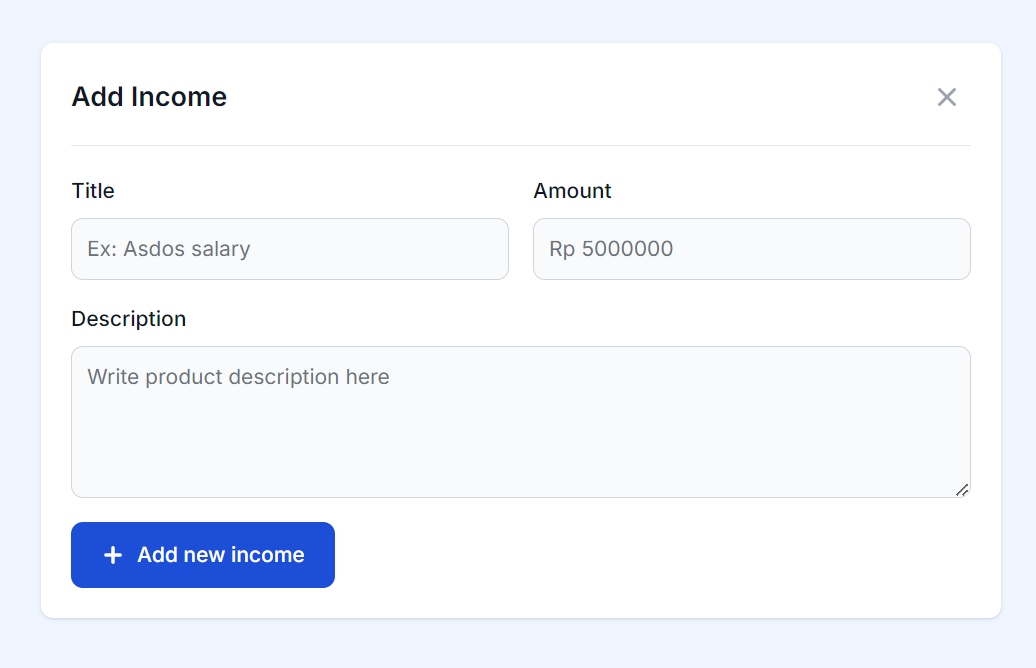 Add Income
Title
Amount
Ex: Asdos salary
Rp 5000000
Description
Write product description here
Add new income